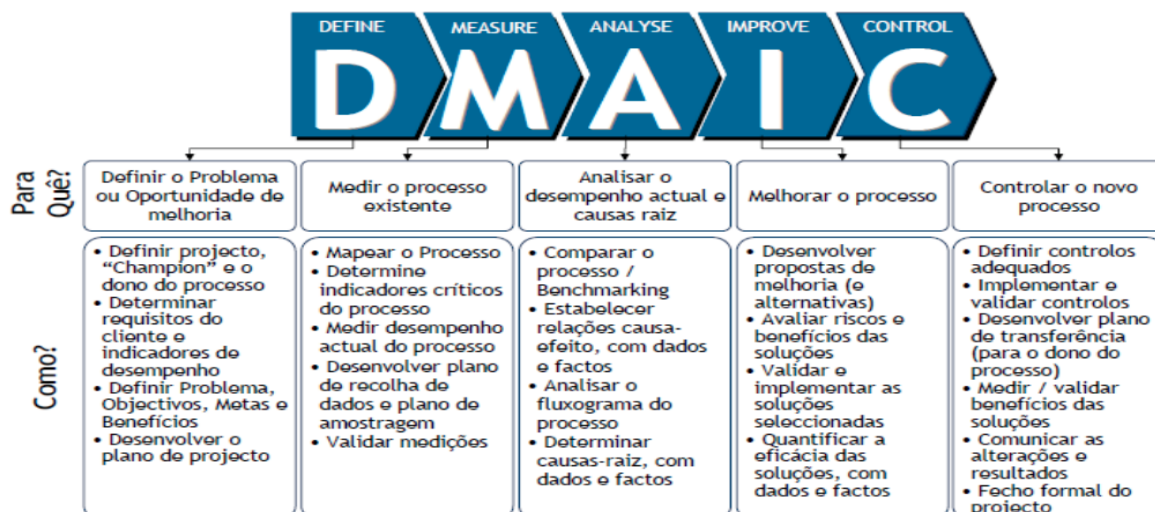 DEFINE
MEASURE
ANALYSE
IMPROVE
CONTROL
D
M
A
I
C
Para
Quê?
Definir o Problema
ou Oportunidade de
melhoria
Medir o processo
existente
Analisar o
desempenho actual e
causas raiz
Melhorar o processo
Controlar o novo
processo
Como?
• Definir projecto,
“Champion” e o
dono do processo
• Determinar
requisitos do
cliente e
indicadores de
desempenho
• Definir Problema,
Objectivos, Metas e
Benefícios
• Desenvolver o
plano de projecto
• Mapear o Processo
• Determine
indicadores críticos
do processo
• Medir desempenho
actual do processo
• Desenvolver plano
de recolha de
dados e plano de
amostragem
• Validar medições
• Comparar o
processo /
Benchmarking
• Estabelecer
relações causa-
efeito, com dados
e factos
• Analisar o
fluxograma do
processo
• Determinar
causas-raiz, com
dados e factos
• Desenvolver
propostas de
melhoria (e
alternativas)
• Avaliar riscos e
benefícios das
soluções
• Validar e
implementar as
soluções
seleccionadas
• Quantificar a
eficácia das
soluções, com
dados e factos
• Definir controlos
adequados
• Implementar e
validar controlos
• Desenvolver plano
de transferência
(para o dono do
processo)
• Medir / validar
benefícios das
soluções
• Comunicar as
alterações e
resultados
• Fecho formal do
projecto